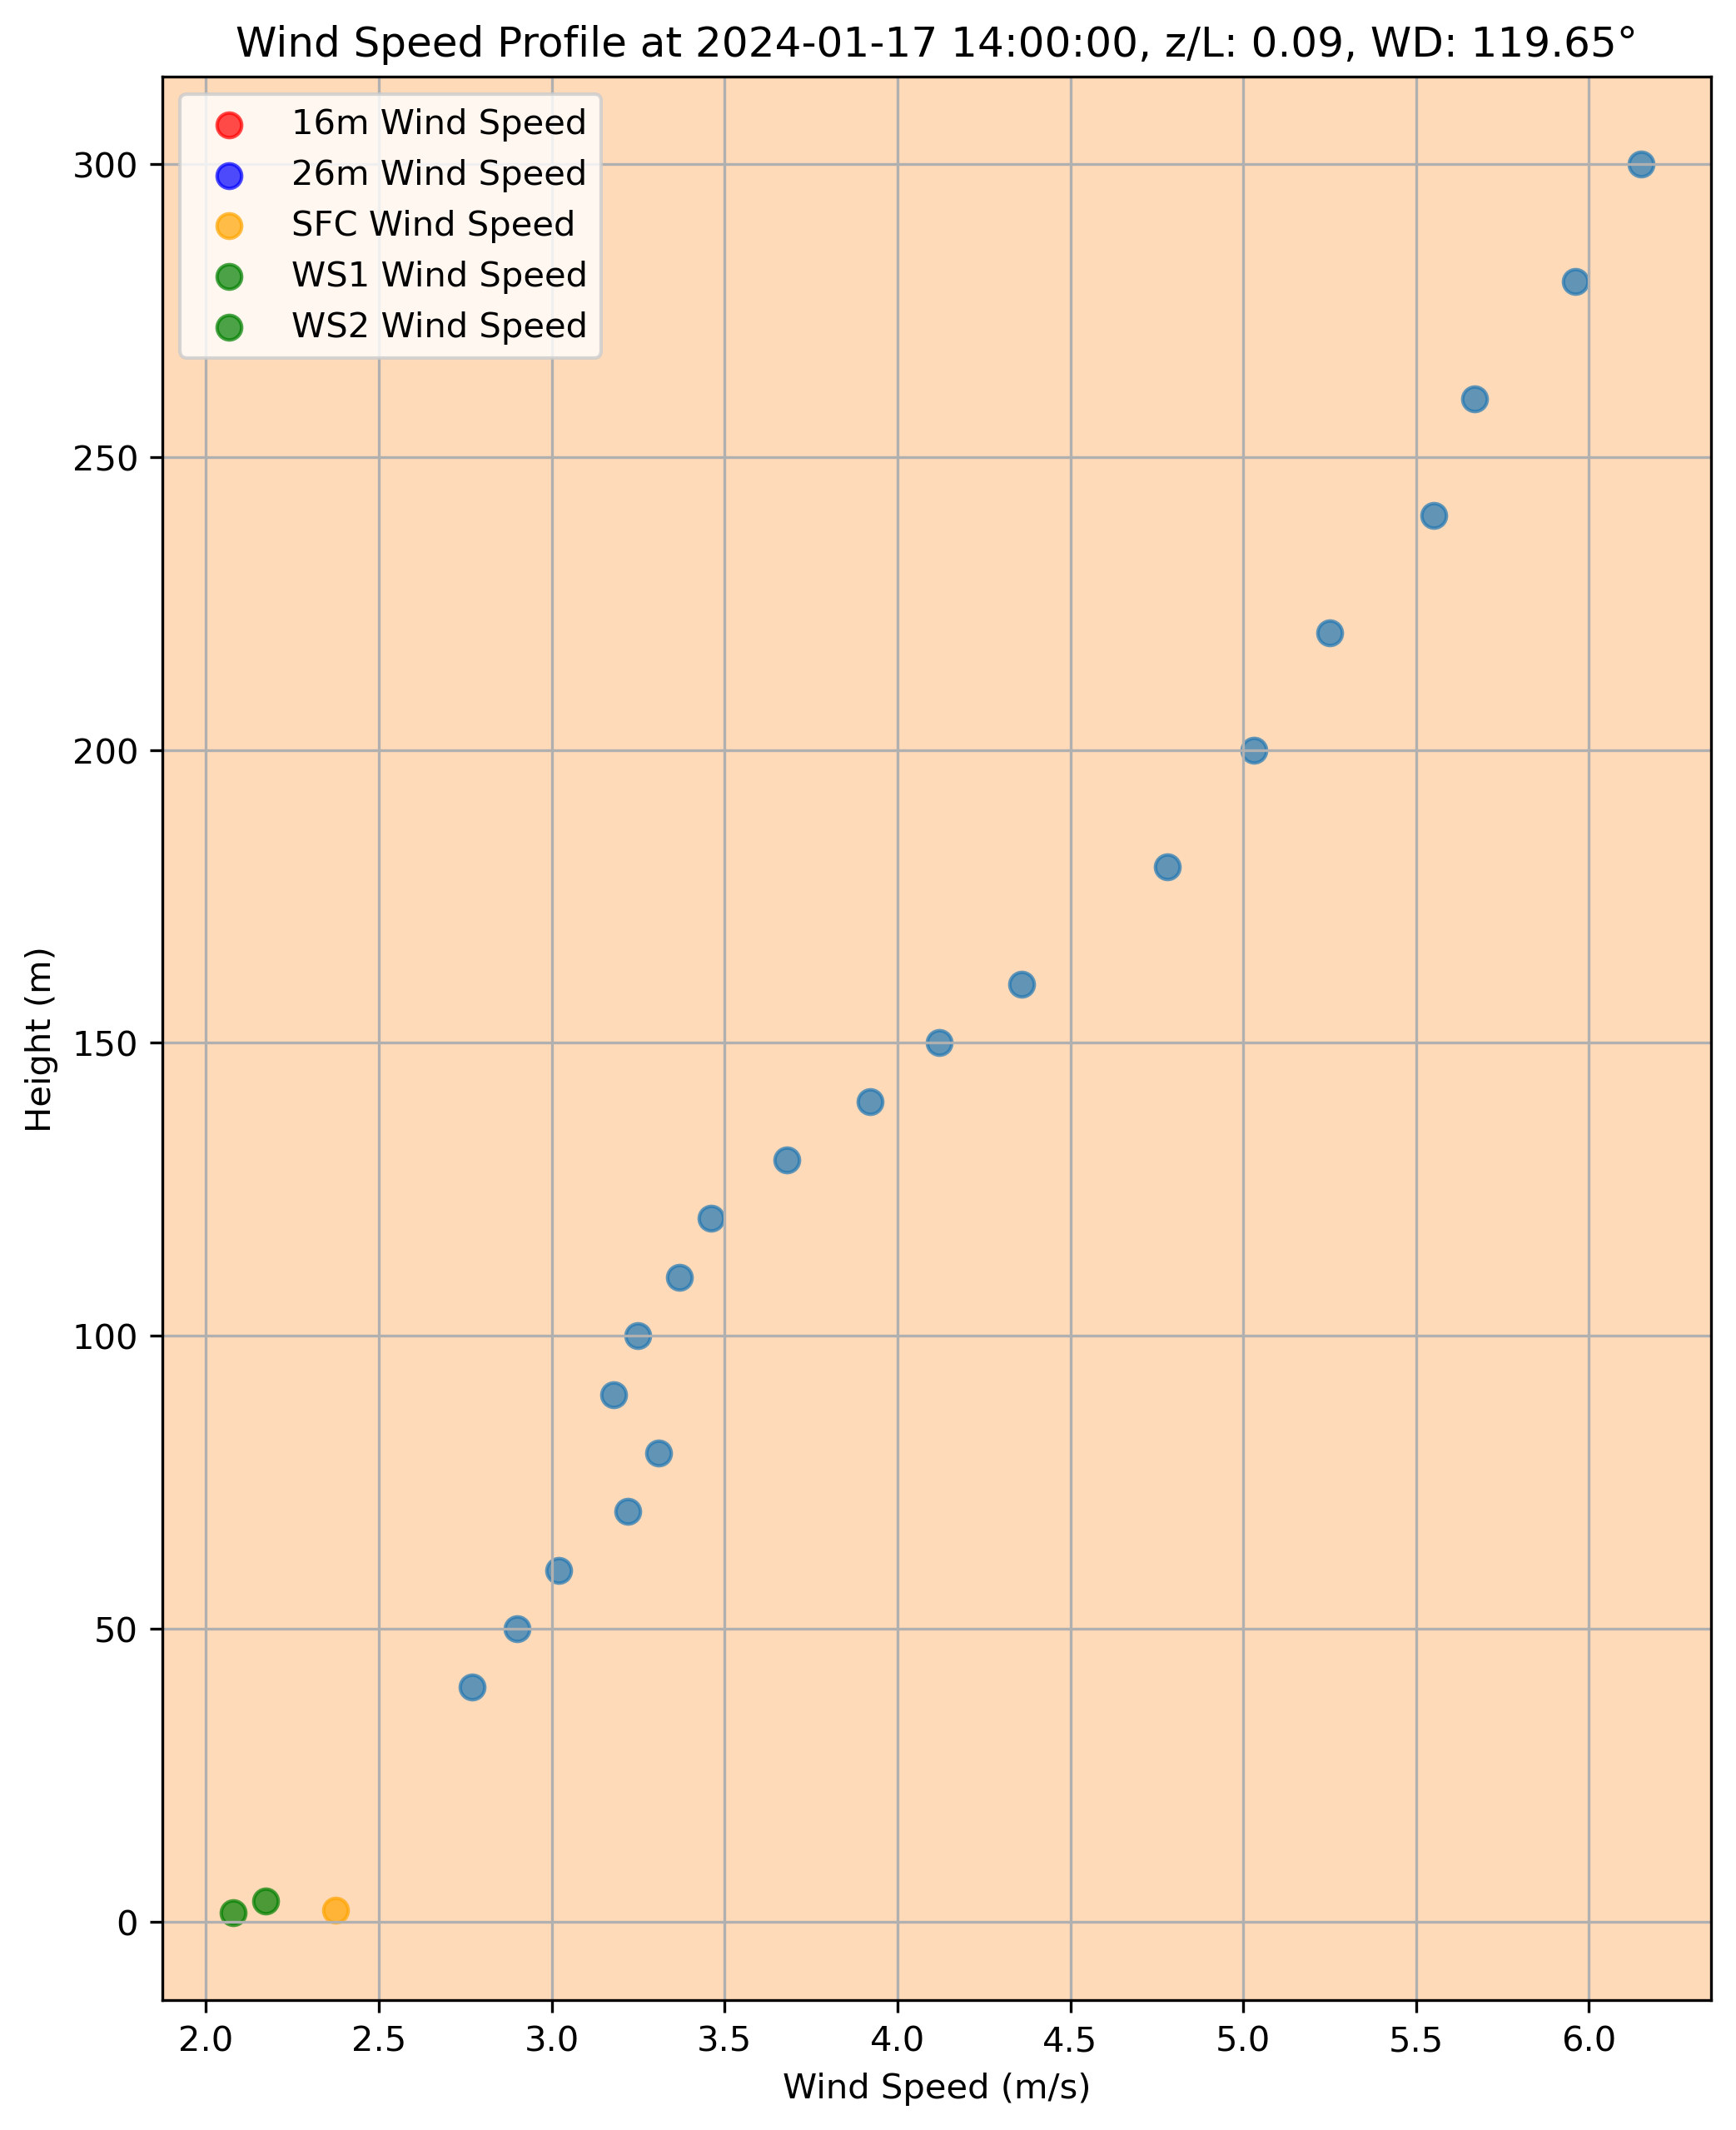 Wind Speed Profile at 2024-01-17 14:00:00, z/L: 0.09, WD: 119.65°
16m Wind Speed
26m Wind Speed
SFC Wind Speed
WS1 Wind Speed
WS2 Wind Speed
300
250
200
150
100
50
0
Height (m)
2.0 2.5 3.0 3.5 4.0 4.5 5.0 5.5 6.0
Wind Speed (m/s)